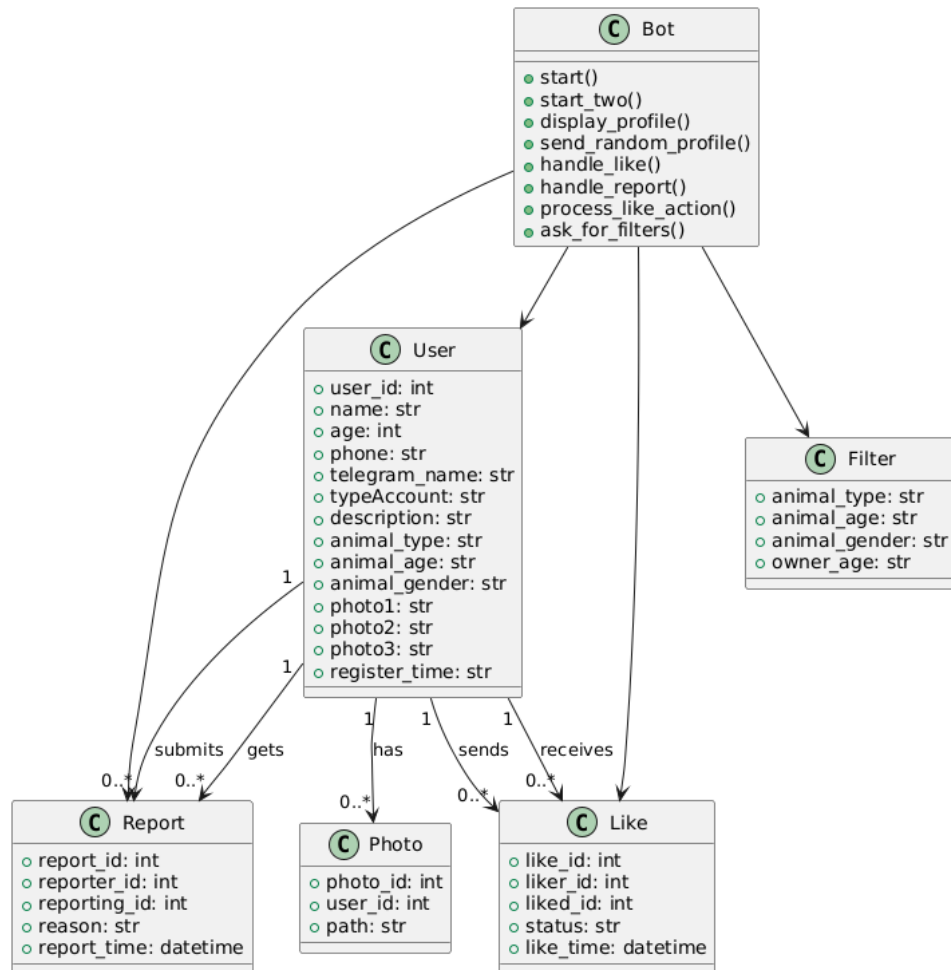 C Bot
start()
start_two()
display_profile()
send_random_profile()
handle_like()
handle_report()
process_like_action()
ask_for_filters()
C User
user_id: int
name: str
age: int
phone: str
telegram_name: str
typeAccount: str
description: str
animal_type: str
animal_age: str
animal_gender: str
photo1: str
photo2: str
photo3: str
register_time: str
C Filter
animal_type: str
animal_age: str
animal_gender: str
owner_age: str
1
1
1
1
1
submits
gets
has
sends
receives
0..*
0..*
0..*
0..*
0..*
C Report
report_id: int
reporter_id: int
reporting_id: int
reason: str
report_time: datetime
C Photo
photo_id: int
user_id: int
path: str
C Like
like_id: int
liker_id: int
liked_id: int
status: str
like_time: datetime